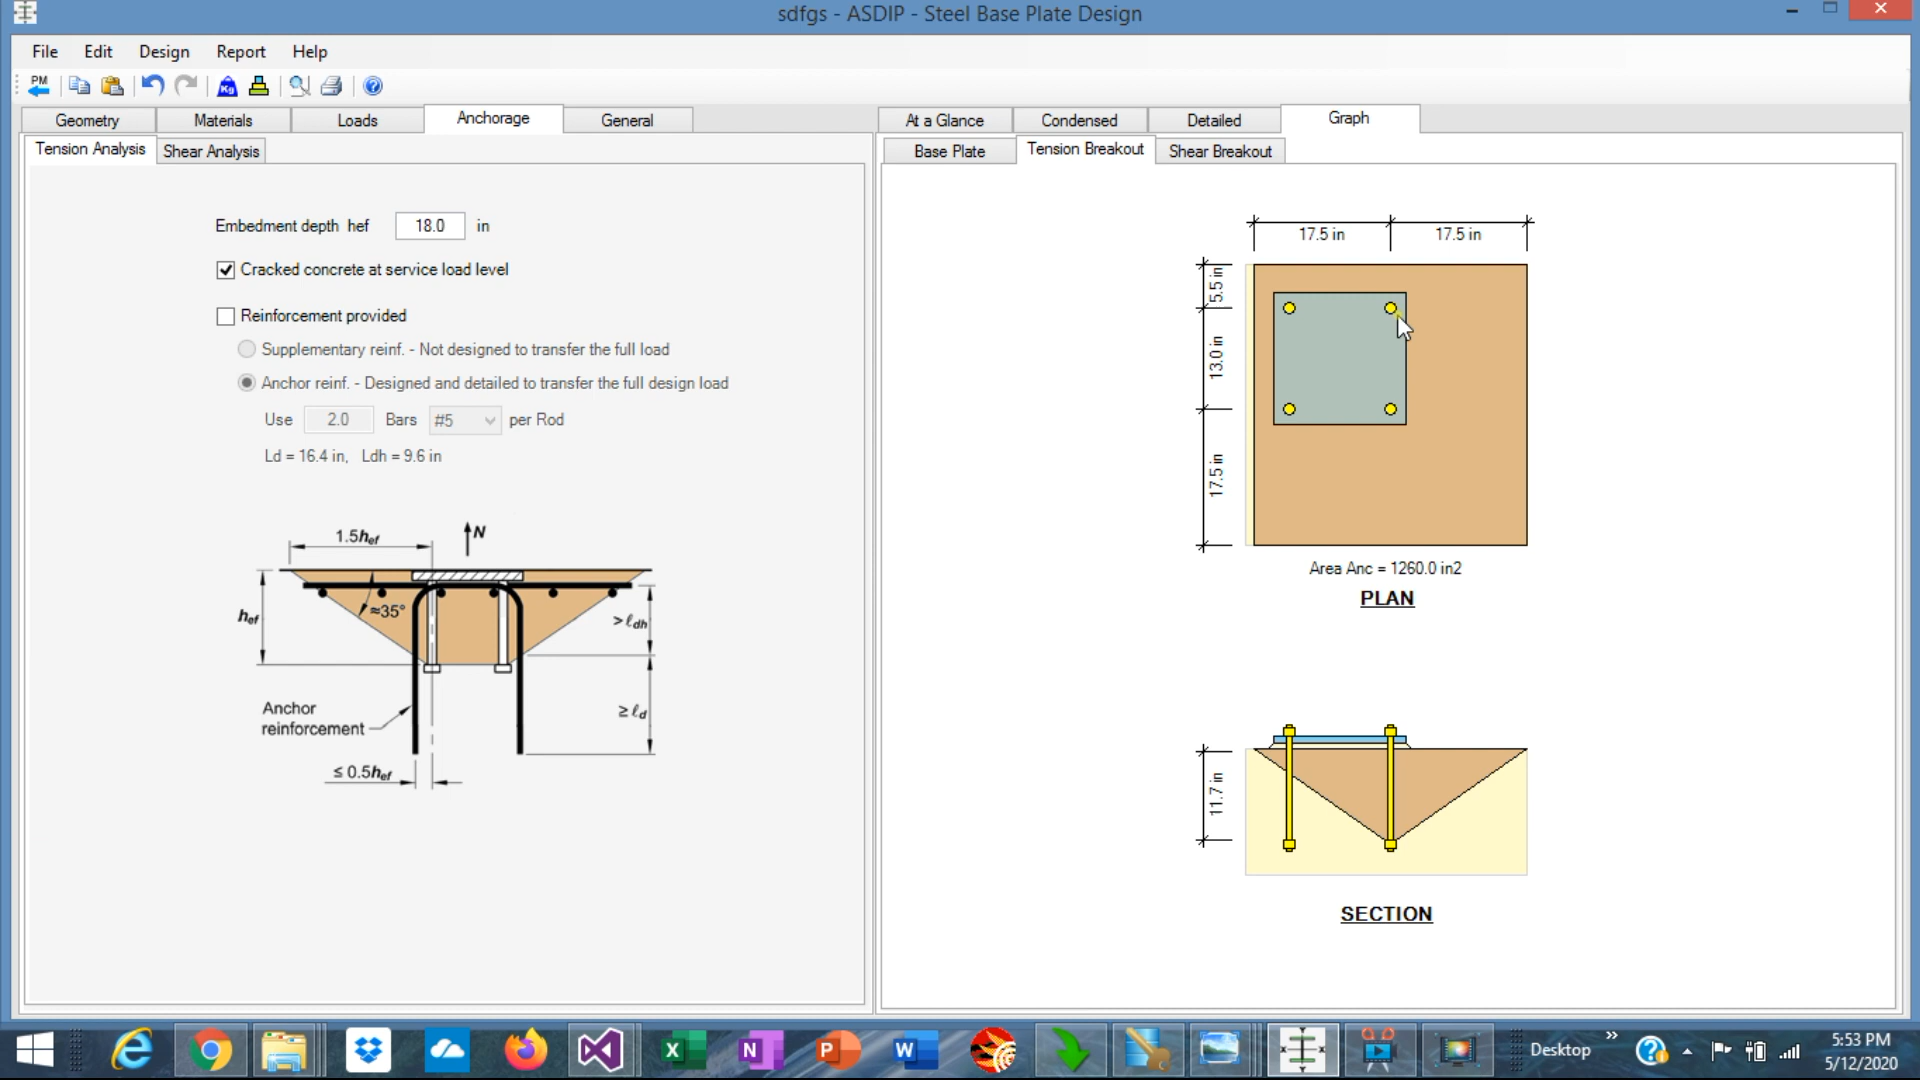 sdfgs - ASDIP - Steel Base Plate Design
File Edit Design Report Help
PM
Kg
Geometry Materials Loads Anchorage General
Tension Analysis Shear Analysis
Embedment depth hef 18.0 in
Cracked concrete at service load level
Reinforcement provided
Supplementary reinf. - Not designed to transfer the full load
Anchor reinf. - Designed and detailed to transfer the full design load
Use 2.0 Bars #5 per Rod
Ld = 16.4 in, Ldh = 9.6 in
1.5hef
N
≈35°
hef
>ℓdh
Anchor
reinforcement
≥ℓd
≤ 0.5hef
At a Glance Condensed Detailed Graph
Base Plate Tension Breakout Shear Breakout
17.5 in 17.5 in
5.5 in
13.0 in
17.5 in
Area Anc = 1260.0 in2
PLAN
11.7 in
SECTION
Desktop
5:53 PM
5/12/2020